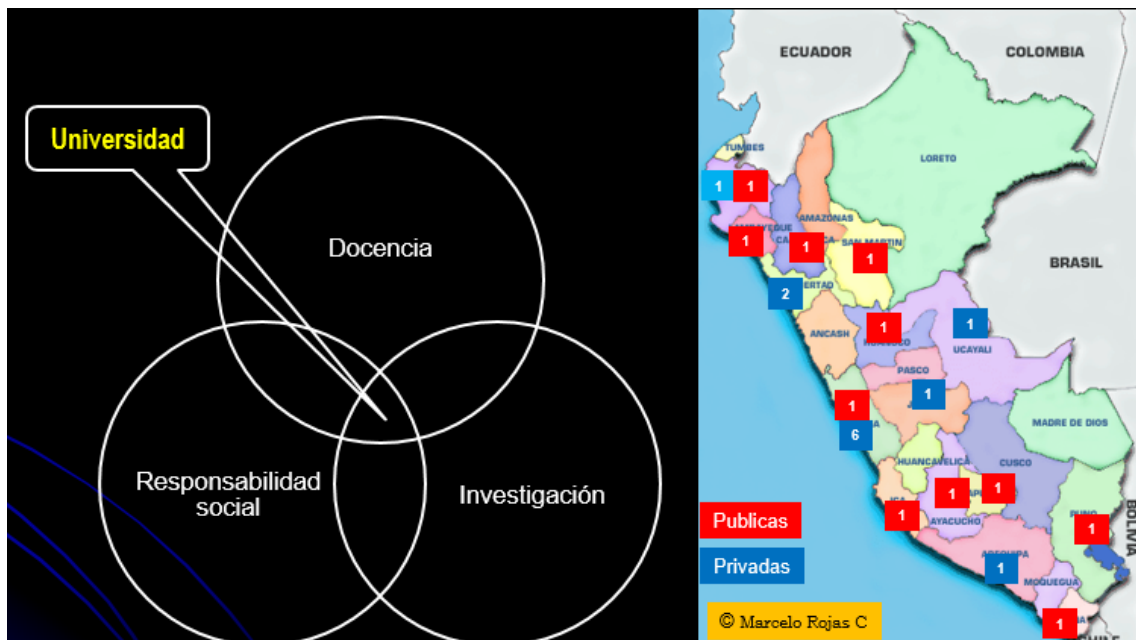 Universidad
Docencia
Responsabilidad
social
Investigación
ECUADOR
COLOMBIA
TUMBES
LORETO
1
1
AMAZONAS
1
1
SAN MARTIN
1
BRASIL
2
ANCASH
1
1
UCAYALI
PASCO
1
1
6
MADRE DE DIOS
HUANCAVELICA
CUSCO
1
1
1
AYACUCHO
PUNO
1
Publicas
AREQUIPA
1
Privadas
MOQUEGUA
BOLIVIA
© Marcelo Rojas C
1
CHILE